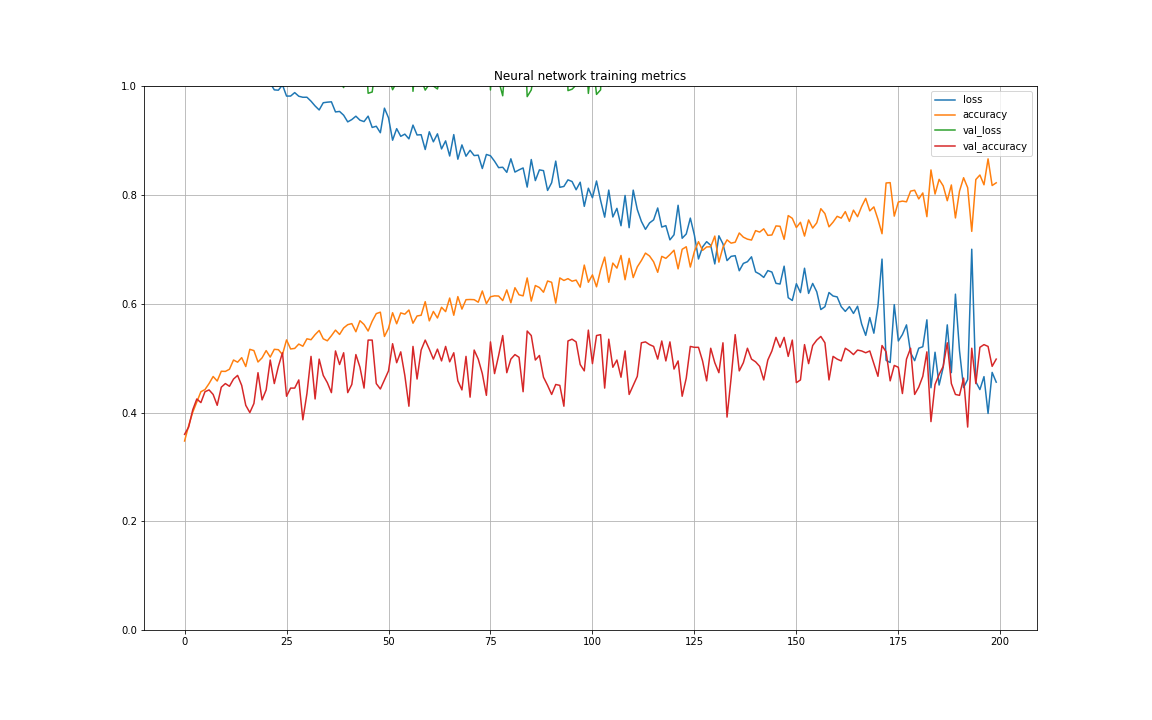 Neural network training metrics
1.0
0.8
0.6
0.4
0.2
0.0
0 25 50 75 100 125 150 175 200
loss
accuracy
val_loss
val_accuracy